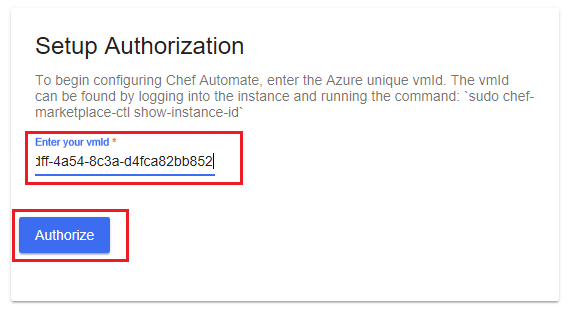 Setup Authorization
To begin configuring Chef Automate, enter the Azure unique vmId. The vmId
can be found by logging into the instance and running the command: `sudo chef-
marketplace-ctl show-instance-id`
Enter your vmId *
dff-4a54-8c3a-d4fca82bb852
Authorize